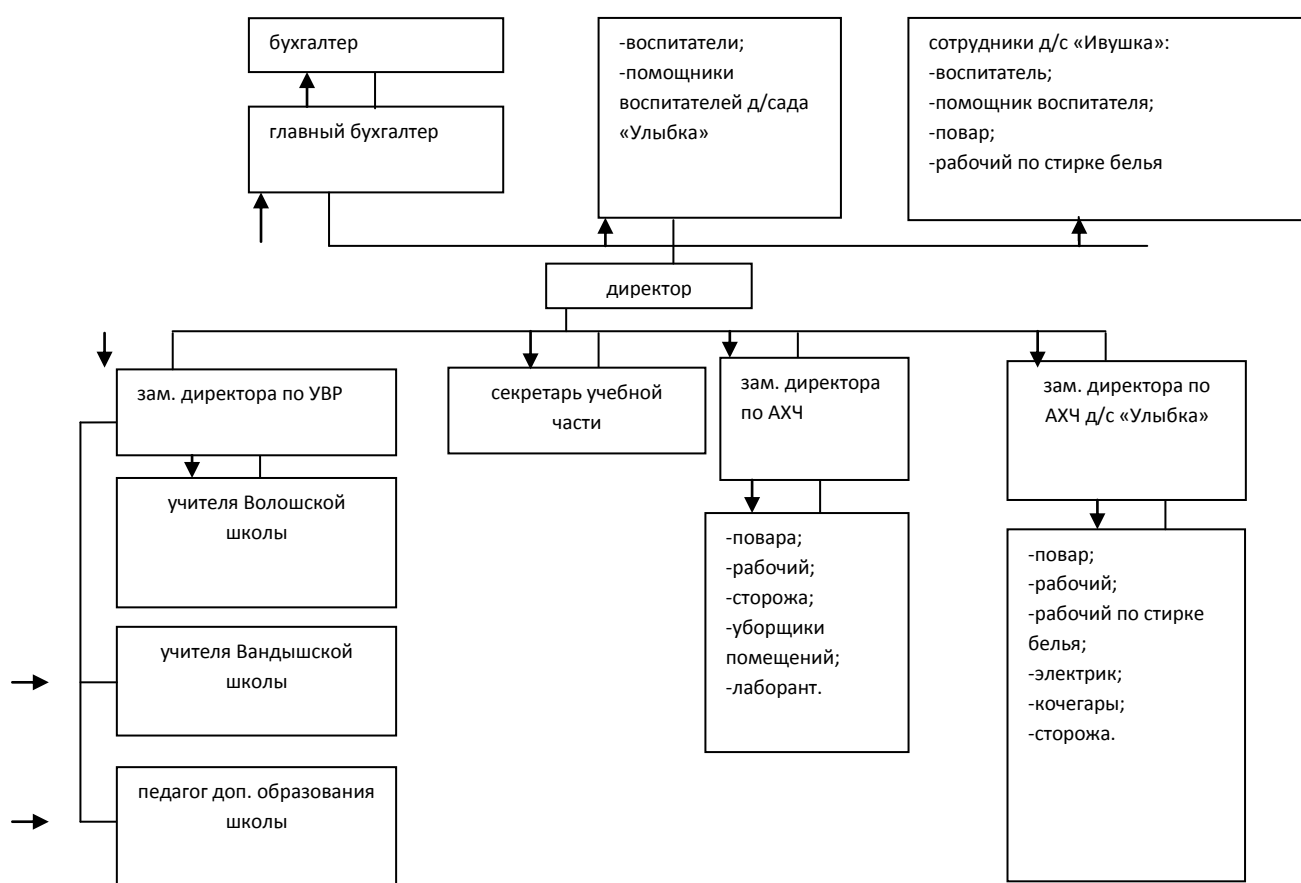 бухгалтер
главный бухгалтер
-воспитатели;
-помощники
воспитателей д/сада
«Улыбка»
сотрудники д/с «Ивушка»:
-воспитатель;
-помощник воспитателя;
-повар;
-рабочий по стирке белья
директор
зам. директора по УВР
секретарь учебной
части
зам. директора
по АХЧ
зам. директора по
АХЧ д/с «Улыбка»
учителя Волошской
школы
учителя Вандышской
школы
педагог доп. образования
школы
-повара;
-рабочий;
-сторожа;
-уборщики
помещений;
-лаборант.
-повар;
-рабочий;
-рабочий по стирке
белья;
-электрик;
-кочегары;
-сторожа.